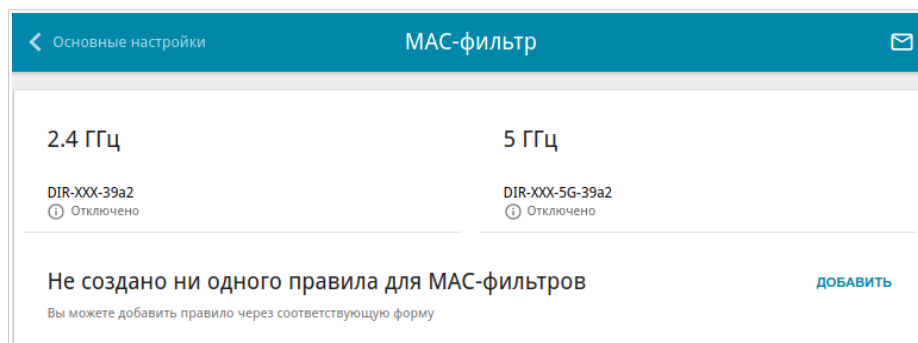 Основные настройки
MAC-фильтр
2.4 ГГц
5 ГГц
DIR-XXX-39a2
DIR-XXX-5G-39a2
Отключено
Отключено
Не создано ни одного правила для MAC-фильтров
ДОБАВИТЬ
Вы можете добавить правило через соответствующую форму